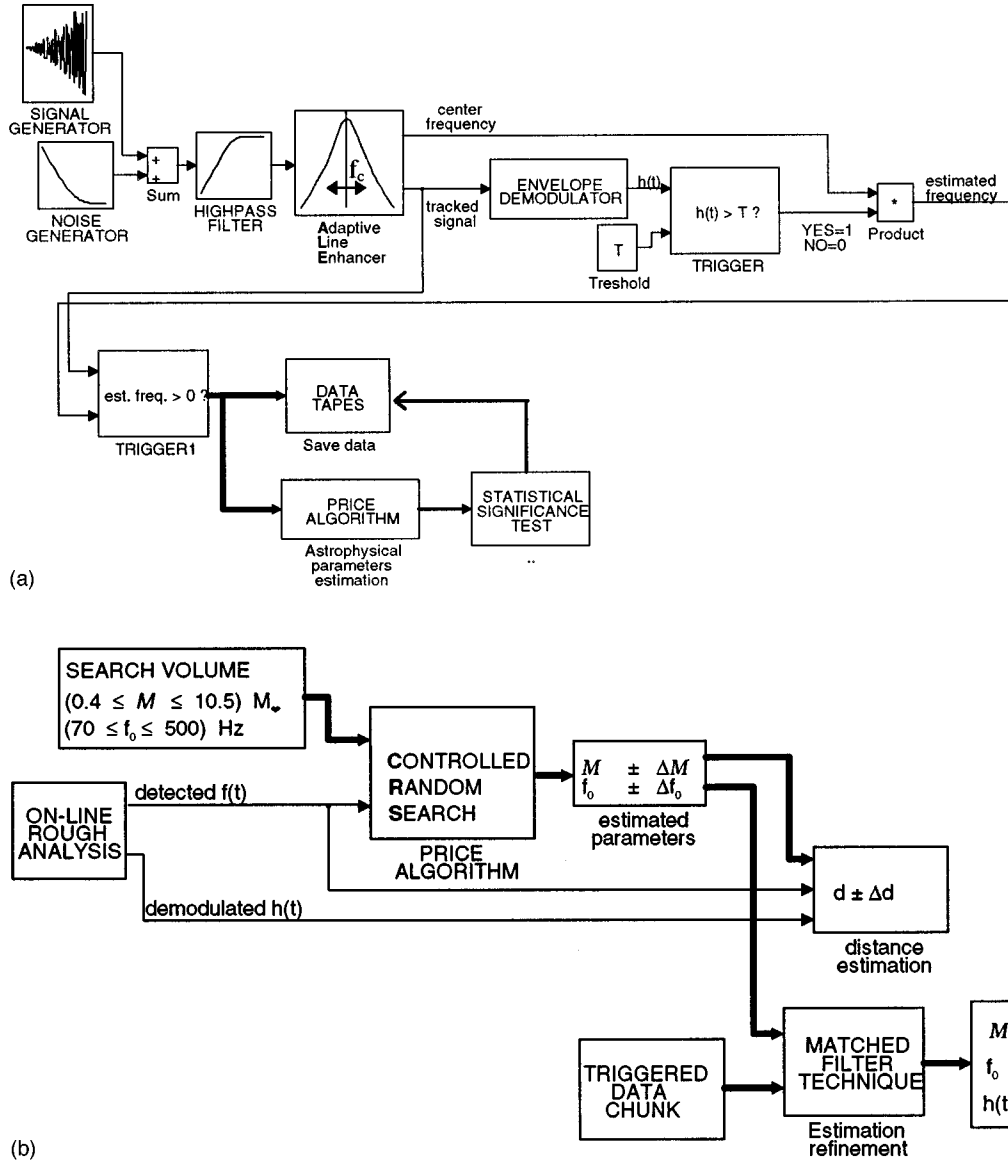 SIGNAL
GENERATOR
NOISE
GENERATOR
+
+
Sum
HIGHPASS
FILTER
fc
Adaptive
Line
Enhancer
center
frequency
tracked
signal
ENVELOPE
DEMODULATOR
h(t)
T
Treshold
h(t) > T ?
TRIGGER
YES=1
NO=0
*
Product
estimated
frequency
est. freq. > 0 ?
TRIGGER1
DATA
TAPES
Save data
PRICE
ALGORITHM
Astrophysical
parameters
estimation
STATISTICAL
SIGNIFICANCE
TEST
..
(a)
SEARCH VOLUME
(0.4 ≤ M ≤ 10.5) M
(70 ≤ f₀ ≤ 500) Hz
ON-LINE
ROUGH
ANALYSIS
detected f(t)
demodulated h(t)
CONTROLLED
RANDOM
SEARCH
PRICE
ALGORITHM
M ± ΔM
f₀ ± Δf₀
estimated
parameters
d ± Δd
distance
estimation
TRIGGERED
DATA
CHUNK
MATCHED
FILTER
TECHNIQUE
Estimation
refinement
M
f₀
h(t
(b)